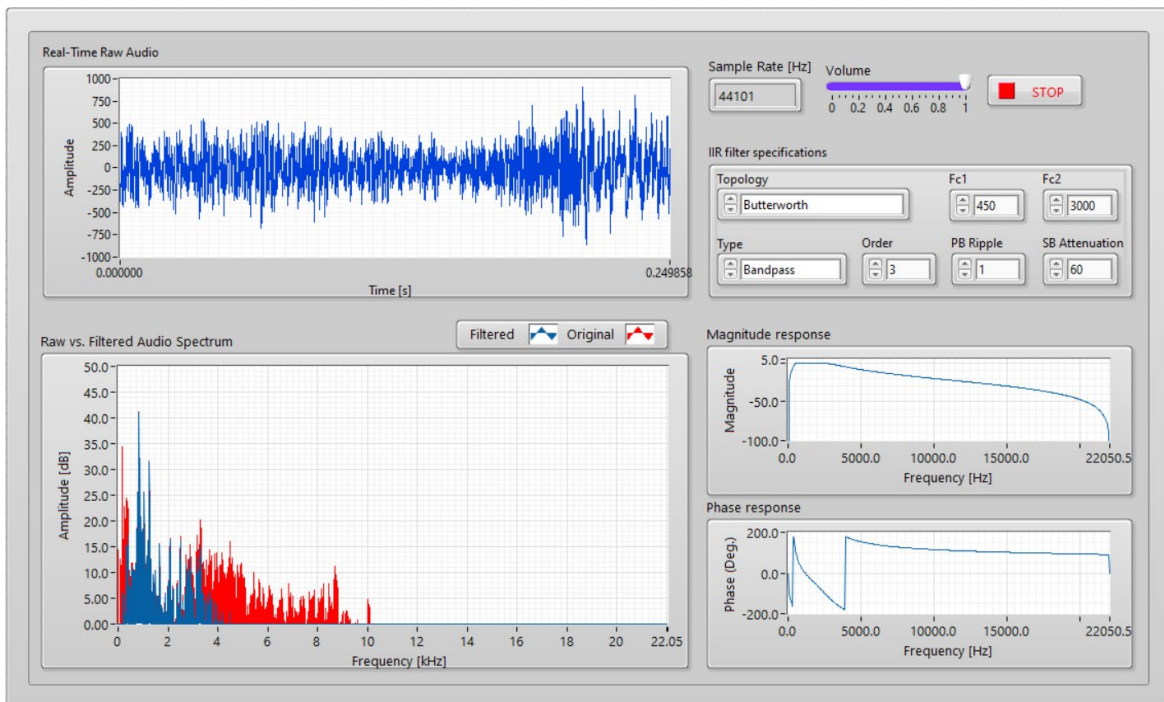 Real-Time Raw Audio
1000
750
500
250
0
-250
-500
-750
-1000
Amplitude
0.000000
0.249858
Time [s]
Sample Rate [Hz]
44101
Volume
0 0.2 0.4 0.6 0.8 1
STOP
IIR filter specifications
Topology
Butterworth
Fc1
450
Fc2
3000
Type
Bandpass
Order
3
PB Ripple
1
SB Attenuation
60
Raw vs. Filtered Audio Spectrum
Filtered Original
50.0
45.0
40.0
35.0
30.0
25.0
20.0
15.0
10.0
5.00
0.00
Amplitude [dB]
0 2 4 6 8 10 12 14 16 18 20 22.05
Frequency [kHz]
Magnitude response
5.0
-50.0
-100.0
Magnitude
0.0 5000.0 10000.0 15000.0 22050.5
Frequency [Hz]
Phase response
200.0
0.0
-200.0
Phase (Deg.)
0.0 5000.0 10000.0 15000.0 22050.5
Frequency [Hz]